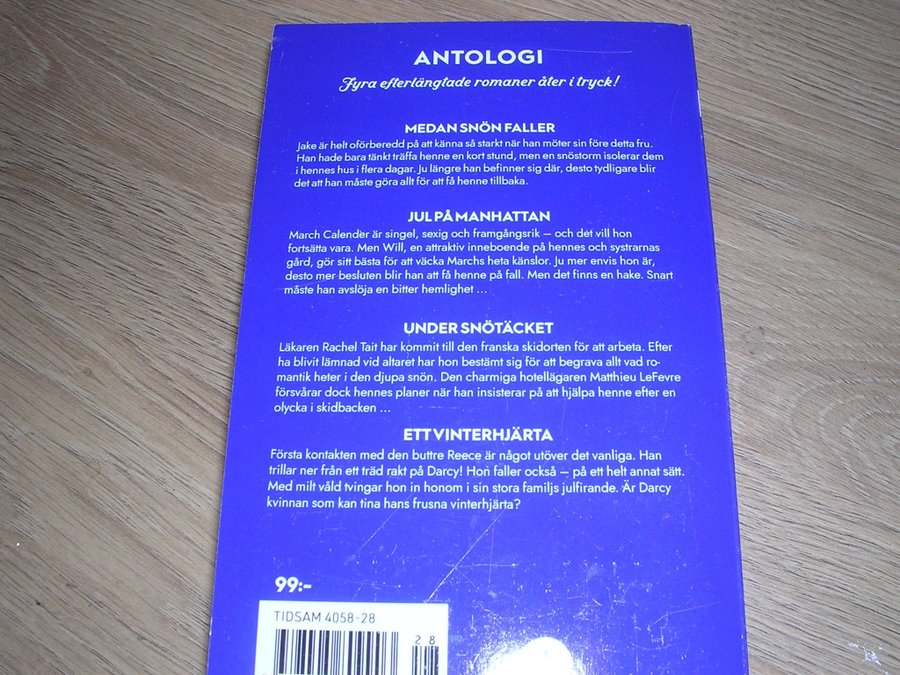 ANTOLOGI
Fyra efterlängtade romaner åter i tryck!
MEDAN SNÖN FALLER
Jake är helt oförberedd på att känna så starkt när han möter sin före detta fru.
Han hade bara tänkt träffa henne en kort stund, men en snöstorm isolerar dem
i hennes hus i flera dagar. Ju längre han befinner sig där, desto tydligare blir
det att han måste göra allt för att få henne tillbaka.
JUL PÅ MANHATTAN
March Calender är singel, sexig och framgångsrik – och det vill hon
fortsätta vara. Men Will, en attraktiv inneboende på hennes och systrarnas
gård, gör sitt bästa för att väcka Marchs heta känslor. Ju mer envis hon är,
desto mer besluten blir han att få henne på fall. Men det finns en hake. Snart
måste han avslöja en bitter hemlighet ...
UNDER SNÖTÄCKET
Läkaren Rachel Tait har kommit till den franska skidorten för att arbeta. Efter
ha blivit lämnad vid altaret har hon bestämt sig för att begrava allt vad ro-
mantik heter i den djupa snön. Den charmiga hotellägaren Matthieu LeFevre
försvårar dock hennes planer när han insisterar på att hjälpa henne efter en
olycka i skidbacken ...
ETT VINTERHJÄRTA
Första kontakten med den buttre Reece är något utöver det vanliga. Han
trillar ner från ett träd rakt på Darcy! Hon faller också – på ett helt annat sätt.
Med milt våld tvingar hon in honom i sin stora familjs julfirande. Är Darcy
kvinnan som kan tina hans frusna vinterhjärta?
99:-
TIDSAM 4058-28
2 8